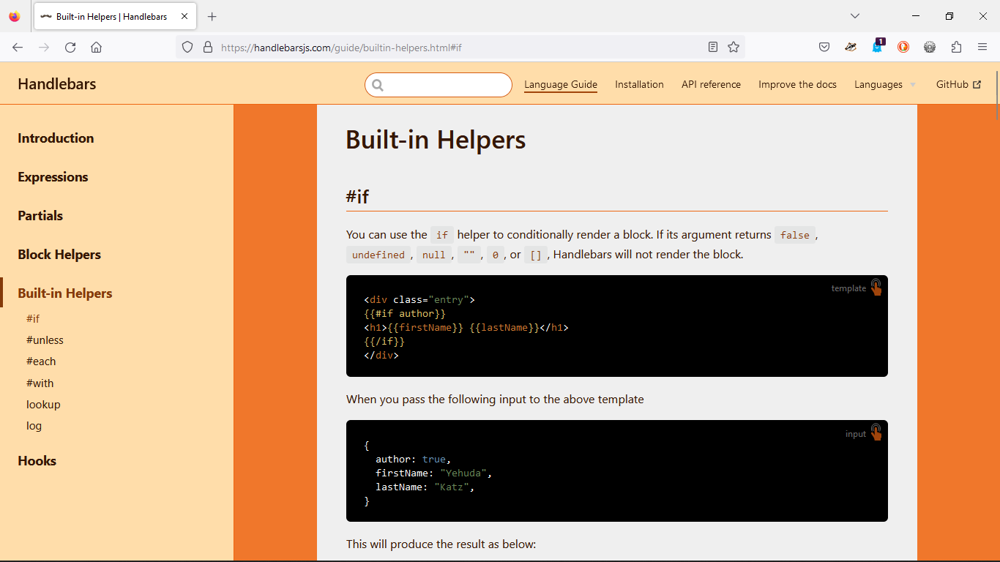 Built-in Helpers | Handlebars
https://handlebarsjs.com/guide/builtin-helpers.html#if
1
Handlebars
Language Guide
Installation
API reference
Improve the docs
Languages
GitHub
Introduction
Expressions
Partials
Block Helpers
Built-in Helpers
#if
#unless
#each
#with
lookup
log
Hooks
Built-in Helpers
#if
You can use the if helper to conditionally render a block. If its argument returns false,
undefined, null, "", 0, or [], Handlebars will not render the block.
template
<div class="entry">
{{#if author}}
<h1>{{firstName}} {{lastName}}</h1>
{{/if}}
</div>
When you pass the following input to the above template
input
{
author: true,
firstName: "Yehuda",
lastName: "Katz",
}
This will produce the result as below: